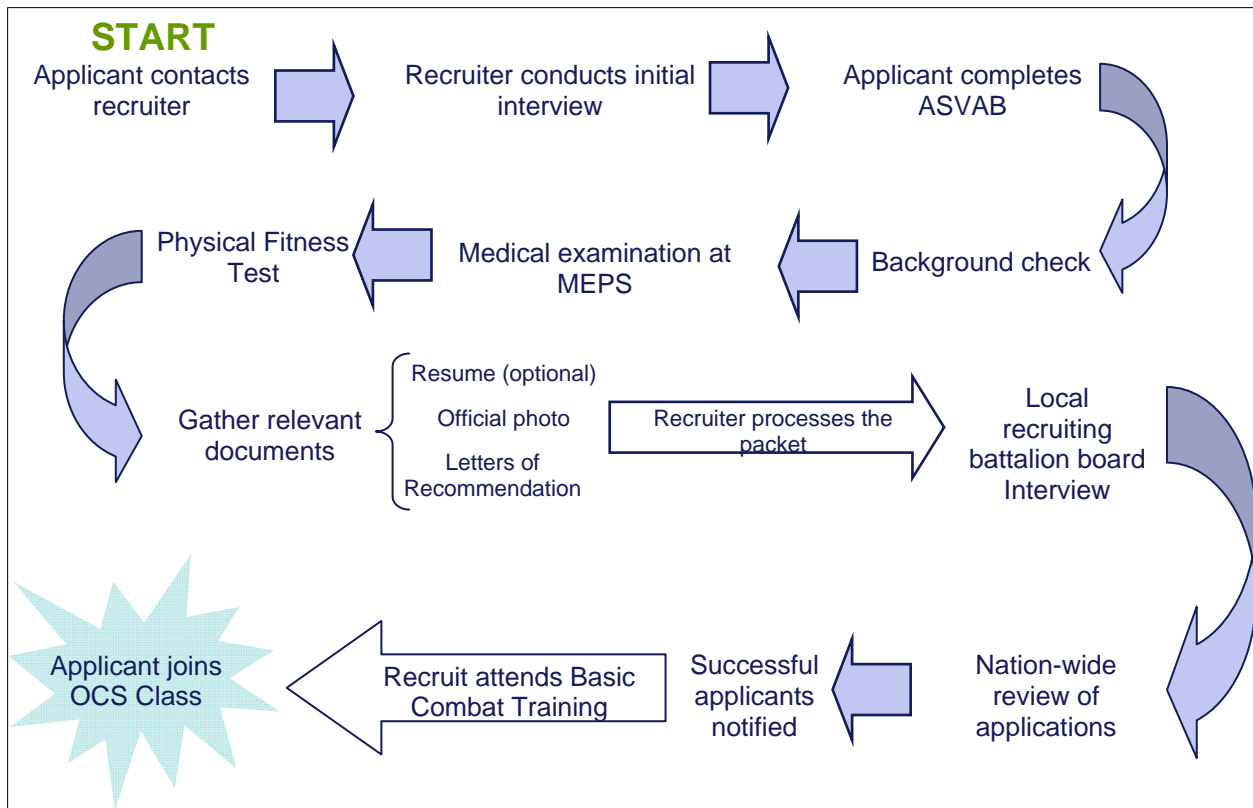 START
Applicant contacts
recruiter
Recruiter conducts initial
interview
Applicant completes
ASVAB
Background check
Medical examination at
MEPS
Physical Fitness
Test
Gather relevant
documents
Resume (optional)
Official photo
Letters of
Recommendation
Recruiter processes the
packet
Local
recruiting
battalion board
Interview
Nation-wide
review of
applications
Successful
applicants
notified
Recruit attends Basic
Combat Training
Applicant joins
OCS Class